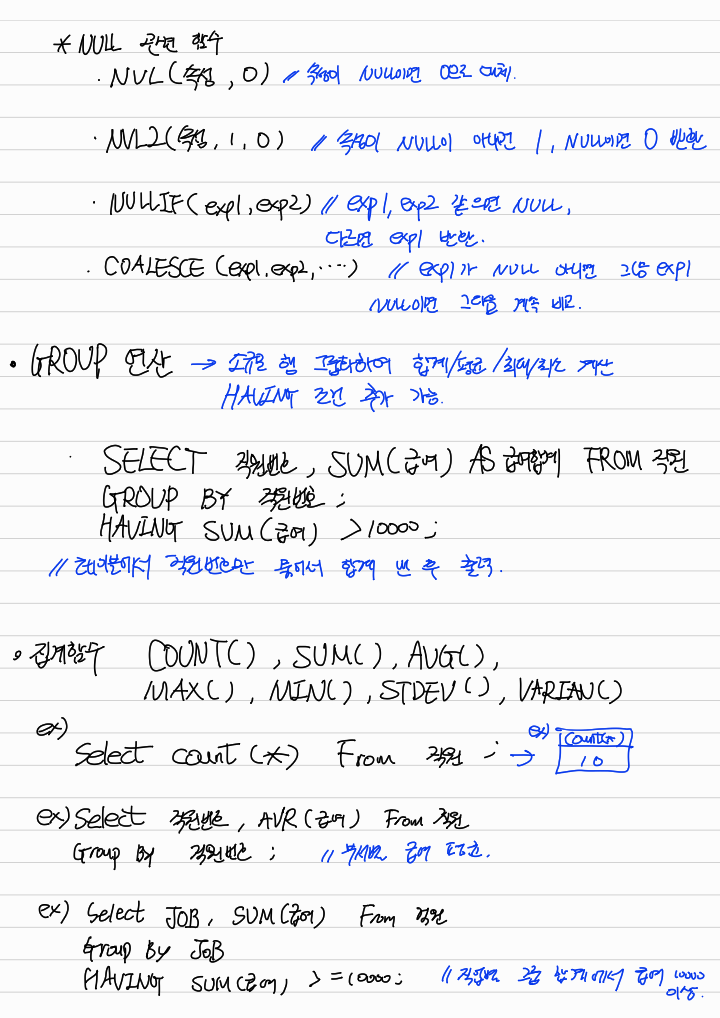 * NULL 관련 함수
· NVL(속성, 0) // 속성이 NULL이면 0으로 대체.
· NVL2(속성, 1, 0) // 속성이 NULL이 아니면 1, NULL이면 0 반환
· NULLIF(exp1, exp2) // exp1, exp2 같으면 NULL,
다르면 exp1 반환.
· COALESCE (exp1, exp2, ····) // exp1가 NULL 아니면 그냥 exp1
NULL이면 그다음 계속 비교.
• GROUP 연산 → 소규모 행 그룹화하여 합계/평균/최대/최소 계산
HAVING 조건 추가 가능.
· SELECT 직원번호, SUM(급여) AS 급여합계 FROM 직원
GROUP BY 직원번호 ;
HAVING SUM(급여) > 10000 ;
// 테이블에서 직원번호만 묶어서 합계 낸 후 출력.
• 집계함수 COUNT(), SUM(), AVG(),
MAX(), MIN(), STDEV(), VARIAN()
ex)
Select count(*) From 직원 ; → ex) COUNT(*)
10
ex) Select 직원번호, AVR(급여) From 직원
Group By 직원번호 ; // 부서별 급여 평균.
ex) Select JOB, SUM(급여) From 직원
Group By JOB
HAVING SUM(급여) >=10000; // 직업별 그룹 합계에서 급여 10000
이상.